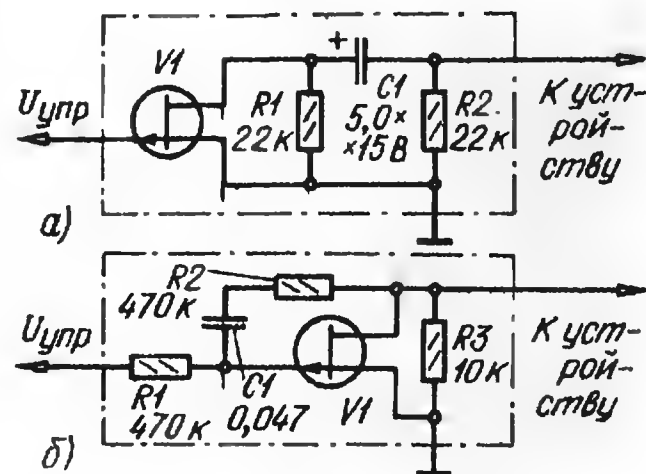 V1
Uупр
R1
22к
+
C1
5,0×
×15 В
R2
22к
К уст-
рой-
ству
а)
R2
470к
Uупр
R1
470к
C1
0,047
V1
R3
10к
К уст-
рой-
ству
б)